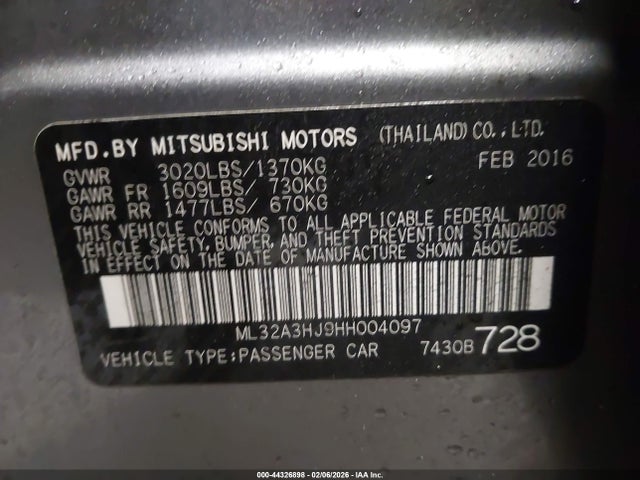 MFD.BY MITSUBISHI MOTORS (THAILAND) CO., LTD.
GVWR 3020LBS/1370KG FEB 2016
GAWR FR 1609LBS/ 730KG
GAWR RR 1477LBS/ 670KG
THIS VEHICLE CONFORMS TO ALL APPLICABLE FEDERAL MOTOR
VEHICLE SAFETY, BUMPER, AND THEFT PREVENTION STANDARDS
IN EFFECT ON THE DATE OF MANUFACTURE SHOWN ABOVE.
ML32A3HJ9HH004097
VEHICLE TYPE:PASSENGER CAR 7430B 728
000-44326898 - 02/06/2026 - IAA Inc.